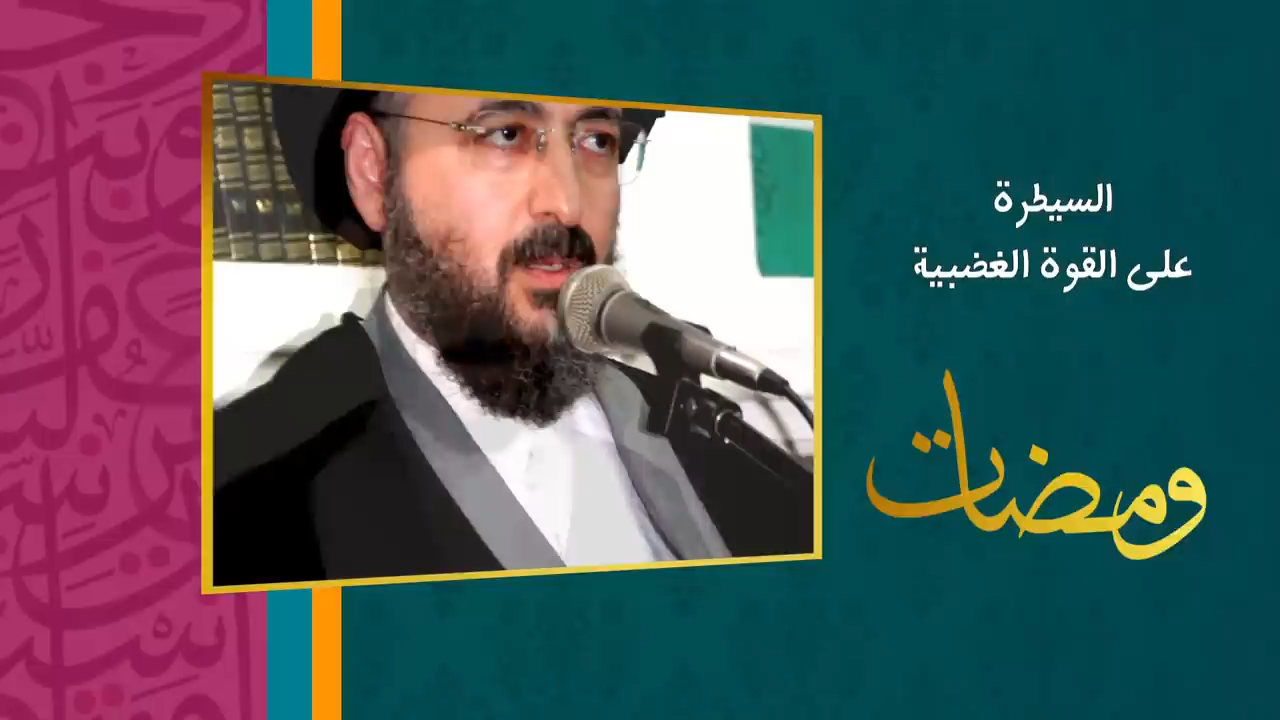 السيطرة
على القوة الغضبية
ومضات